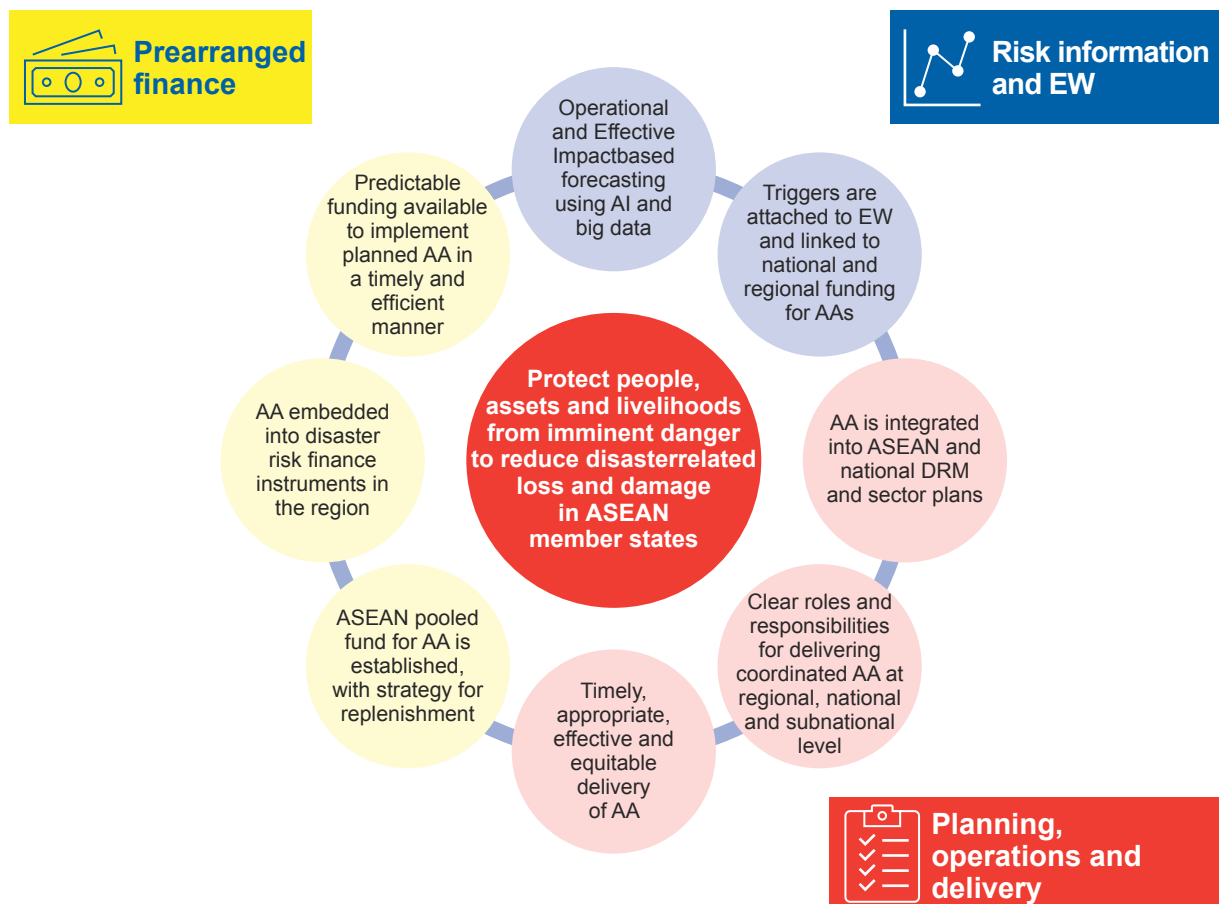 Prearranged
finance
Risk information
and EW
Operational
and Effective
Impactbased
forecasting
using AI and
big data
Triggers are
attached to EW
and linked to
national and
regional funding
for AAs
AA is integrated
into ASEAN and
national DRM
and sector plans
Clear roles and
responsibilities
for delivering
coordinated AA at
regional, national
and subnational
level
Timely,
appropriate,
effective and
equitable
delivery
of AA
ASEAN pooled
fund for AA is
established,
with strategy for
replenishment
AA embedded
into disaster
risk finance
instruments in
the region
Predictable
funding available
to implement
planned AA in
a timely and
efficient
manner
Protect people,
assets and livelihoods
from imminent danger
to reduce disasterrelated
loss and damage
in ASEAN
member states
Planning,
operations and
delivery